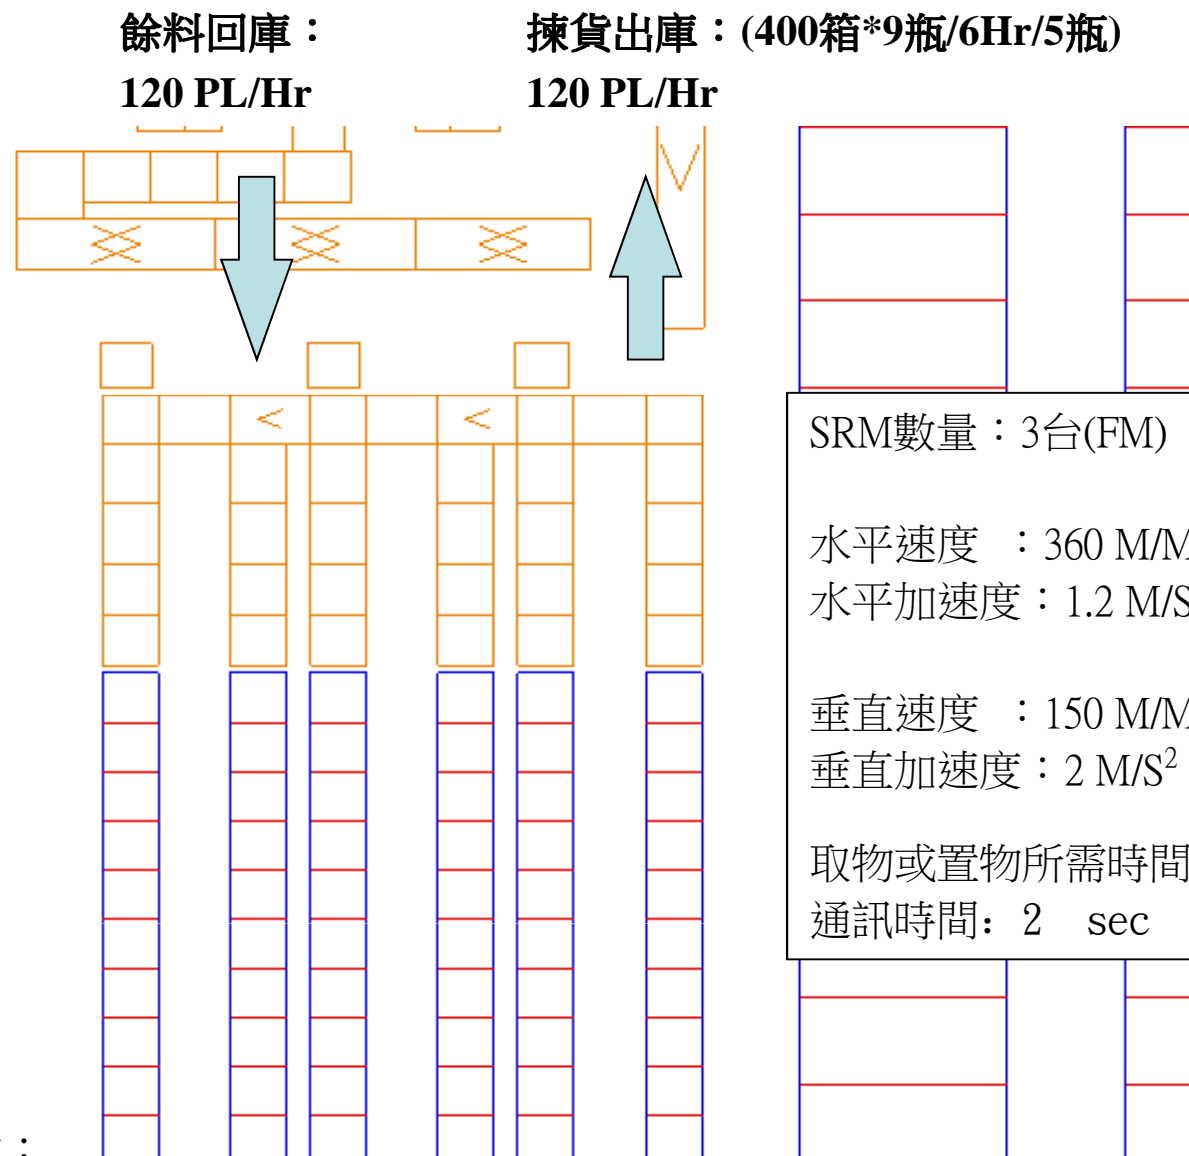 餘料回庫：
120 PL/Hr
揀貨出庫：(400箱*9瓶/6Hr/5瓶)
120 PL/Hr
SRM數量：3台(FM)
水平速度 ：360 M/M
水平加速度：1.2 M/S
垂直速度 ：150 M/M
垂直加速度：2 M/S²
取物或置物所需時間
通訊時間: 2 sec
：